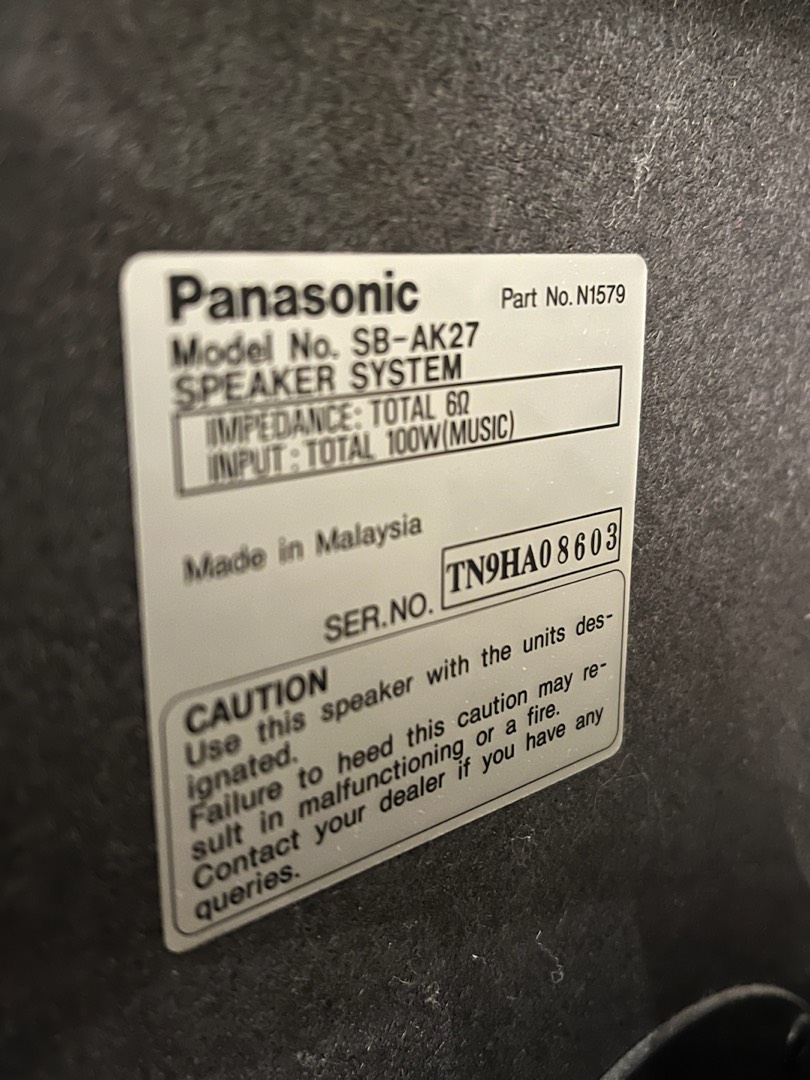 Panasonic
Part No. N1579
Model No. SB-AK27
SPEAKER SYSTEM
IMPEDANCE: TOTAL 6Ω
INPUT : TOTAL 100W(MUSIC)
Made in Malaysia
SER.NO. TN9HA08603
CAUTION
Use this speaker with the units des-
ignated.
Failure to heed this caution may re-
sult in malfunctioning or a fire.
Contact your dealer if you have any
queries.